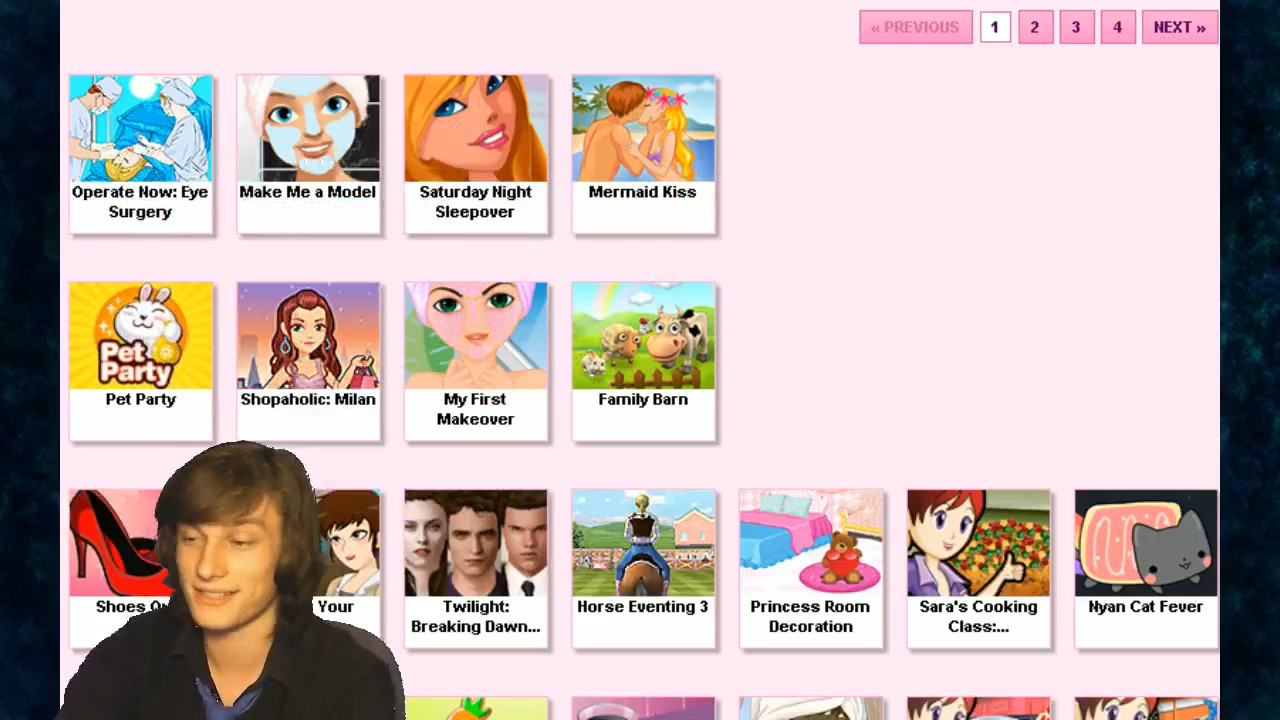 « PREVIOUS 1 2 3 4 NEXT »
Operate Now: Eye
Surgery
Make Me a Model
Saturday Night
Sleepover
Mermaid Kiss
Pet
Party
Pet Party
Shopaholic: Milan
My First
Makeover
Family Barn
Shoes
Your
Twilight:
Breaking Dawn...
Horse Eventing 3
Princess Room
Decoration
Sara's Cooking
Class:...
Nyan Cat Fever